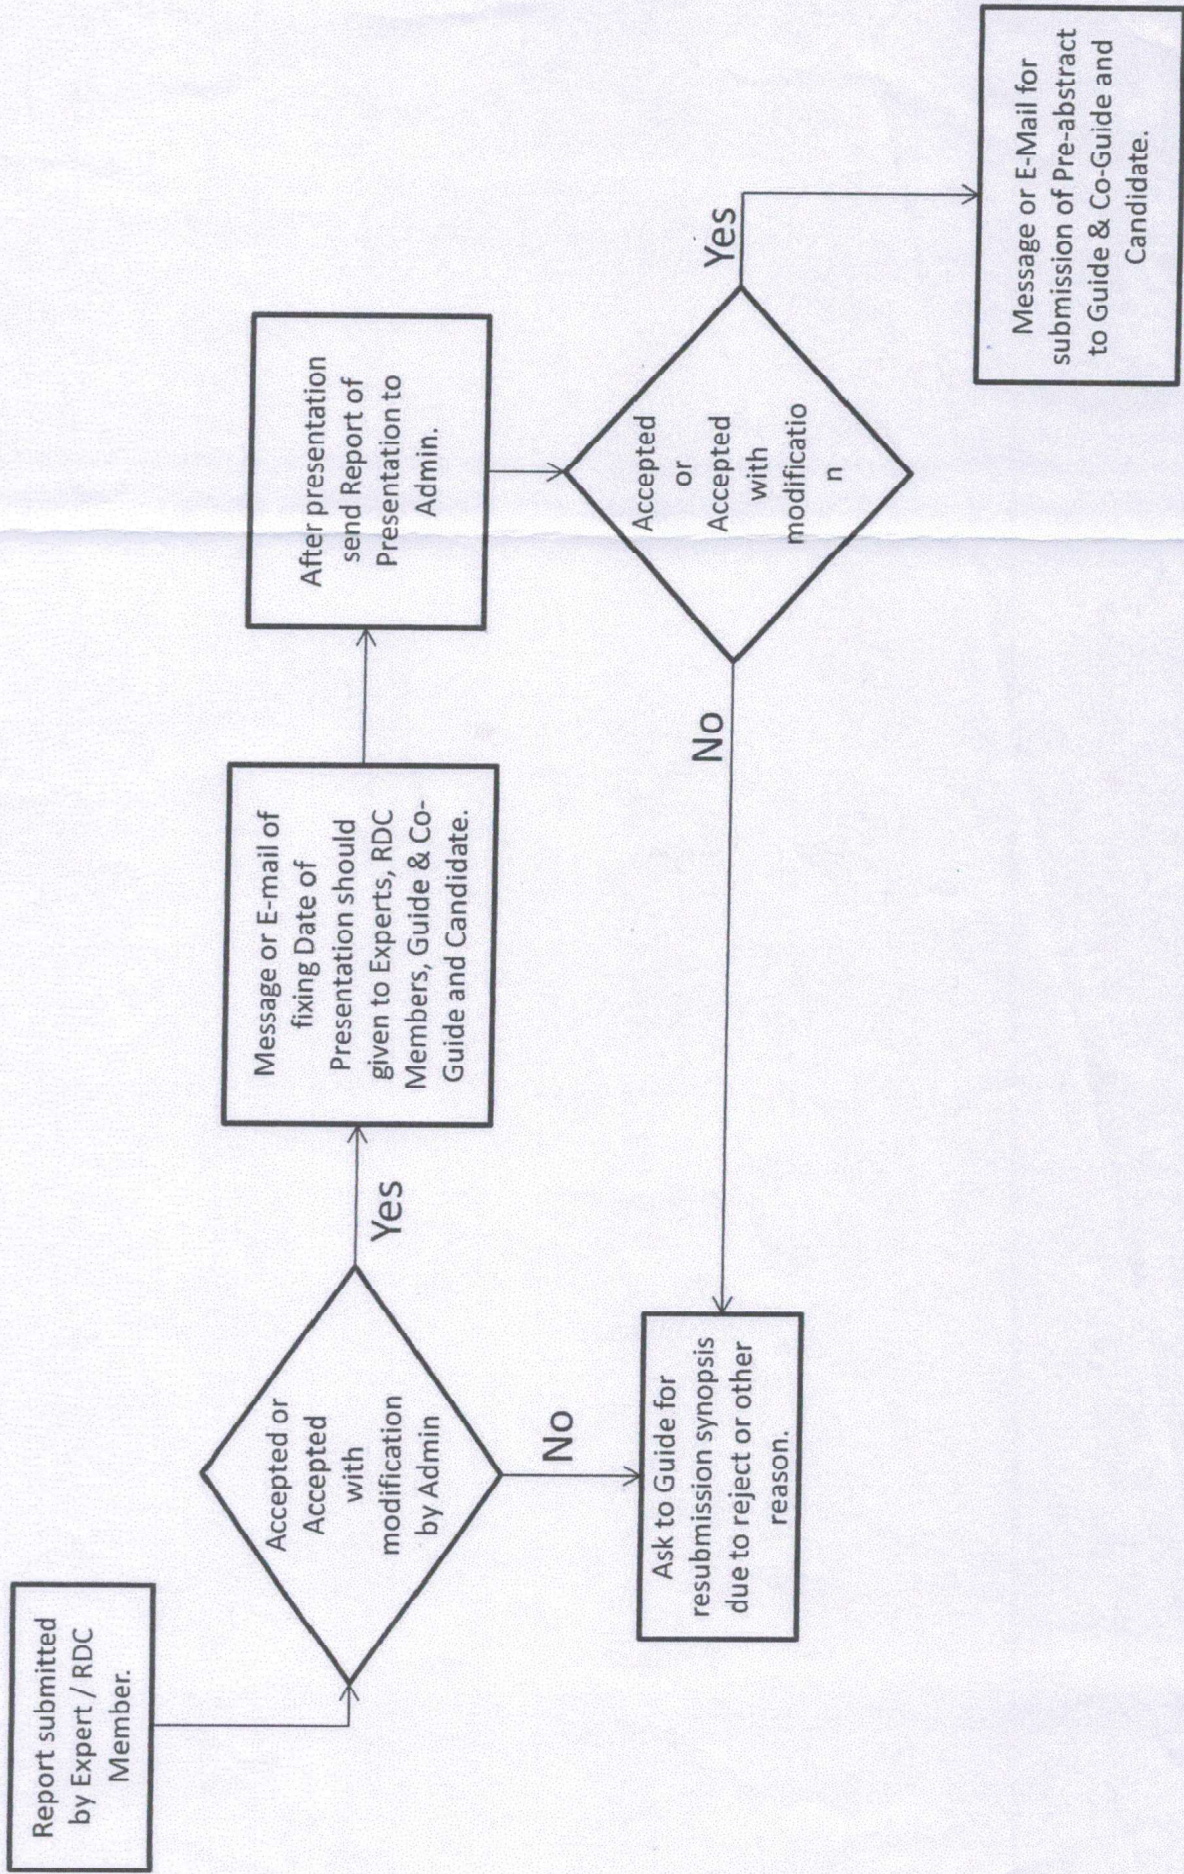 Report submitted
by Expert / RDC
Member.
Accepted or
Accepted
with
modification
by Admin
Yes
No
Message or E-mail of
fixing Date of
Presentation should
given to Experts, RDC
Members, Guide & Co-
Guide and Candidate.
After presentation
send Report of
Presentation to
Admin.
Ask to Guide for
resubmission synopsis
due to reject or other
reason.
No
Accepted
or
Accepted
with
modificatio
n
Yes
Message or E-Mail for
submission of Pre-abstract
to Guide & Co-Guide and
Candidate.